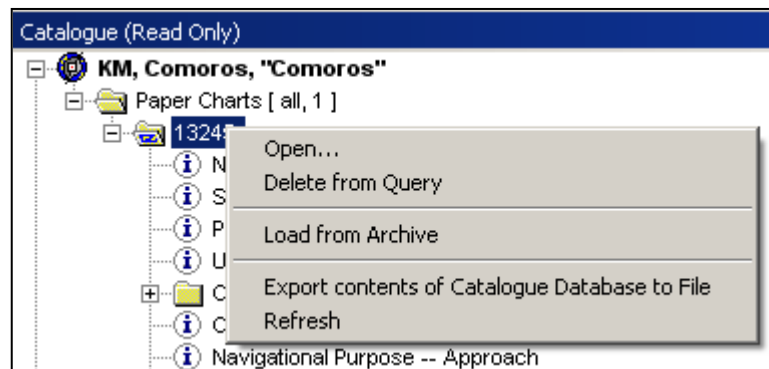 Catalogue (Read Only)
KM, Comoros, "Comoros"
Paper Charts [ all, 1 ]
1324
Open...
N
Delete from Query
S
P
Load from Archive
U
C
Export contents of Catalogue Database to File
C
Refresh
Navigational Purpose -- Approach